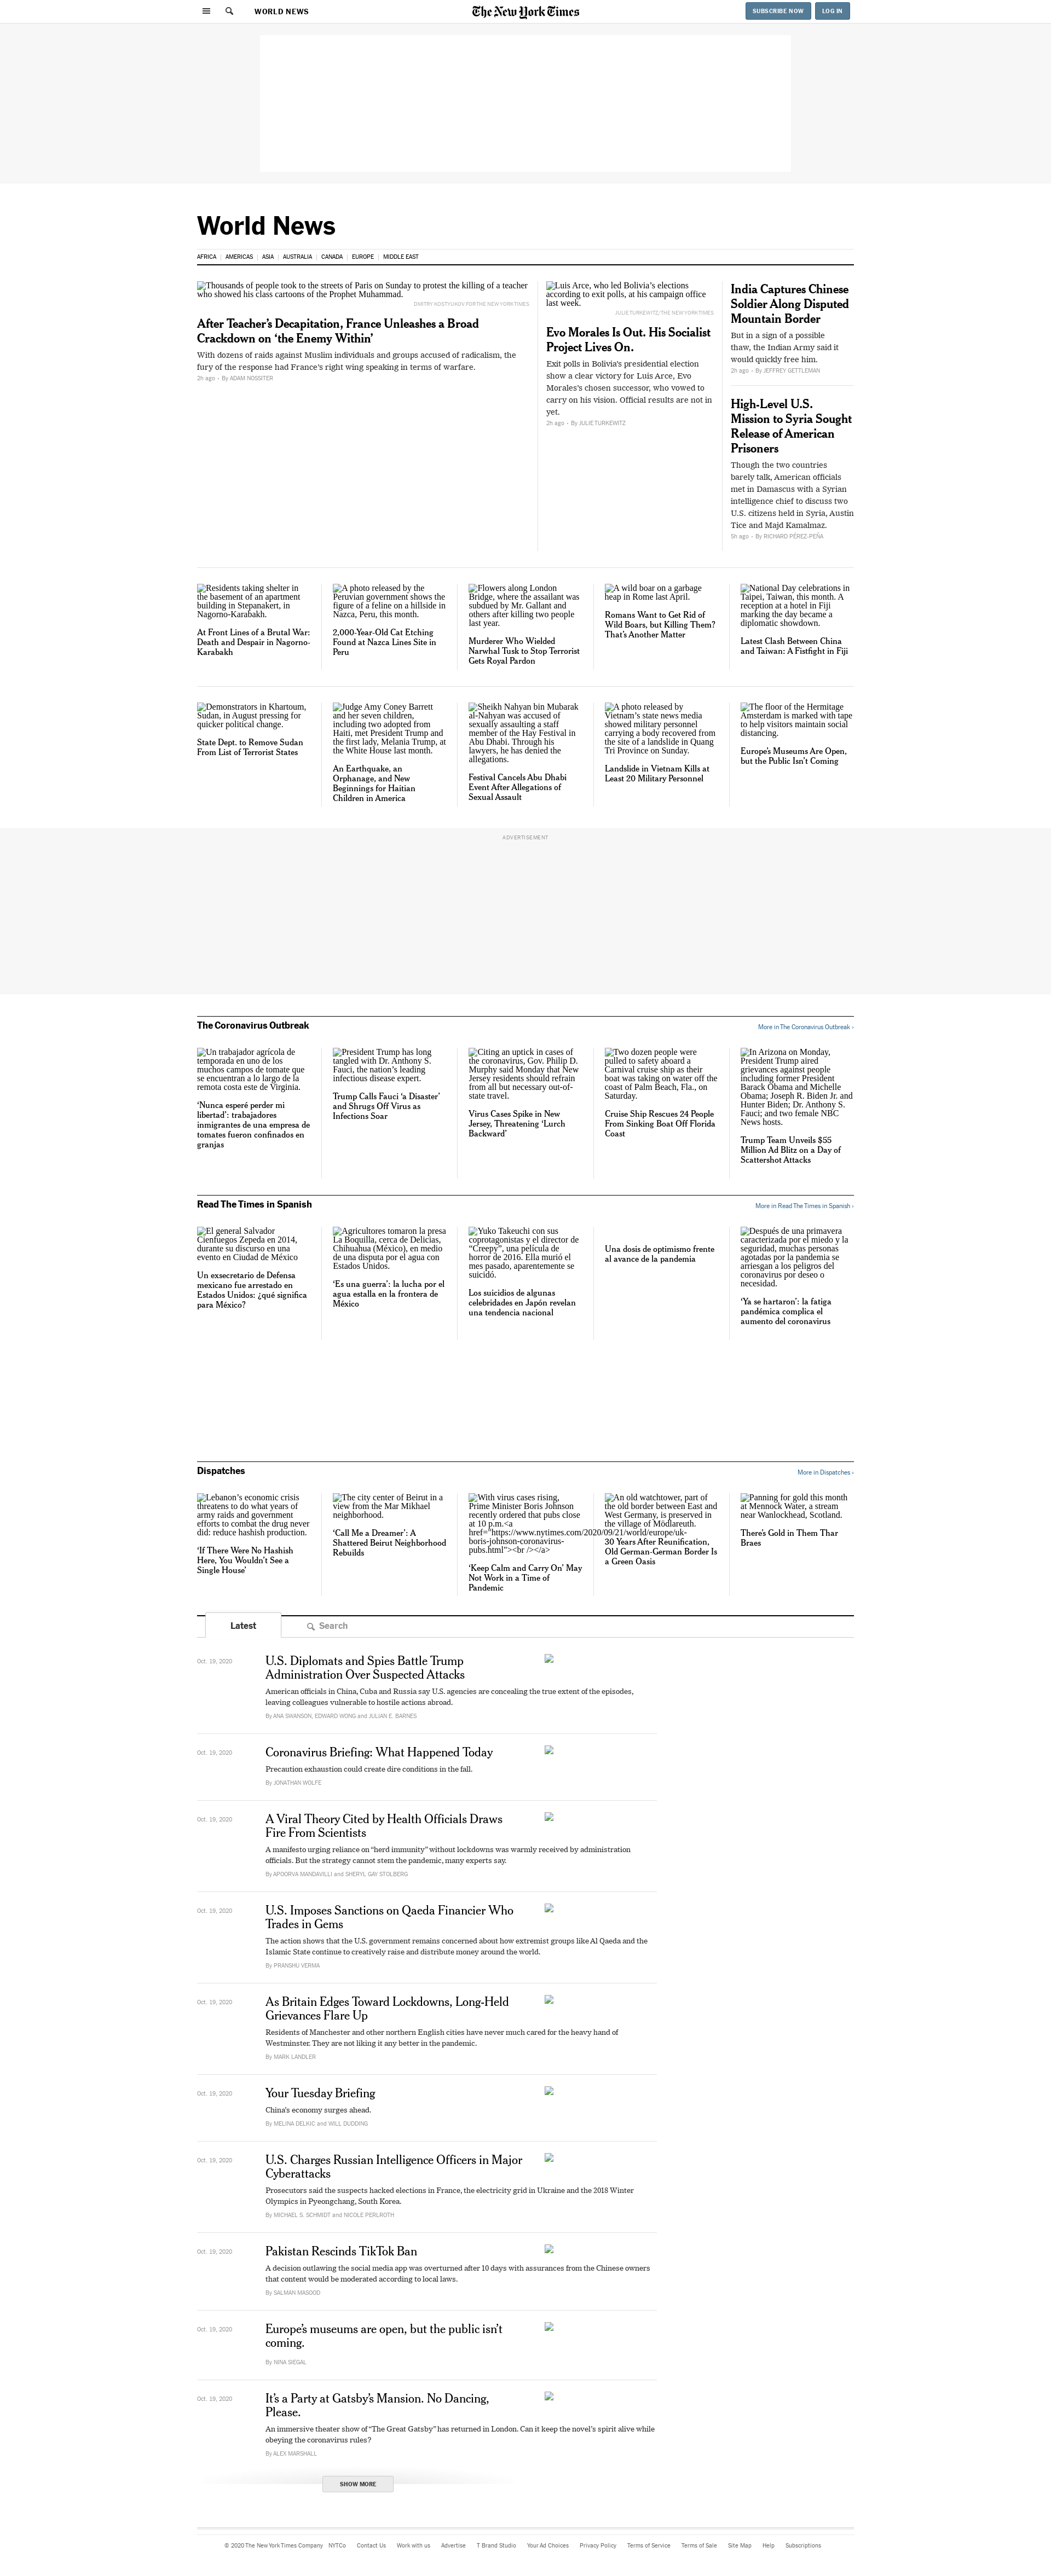 WORLD NEWS
The New York Times
SUBSCRIBE NOW
LOG IN
World News
AFRICA
AMERICAS
ASIA
AUSTRALIA
CANADA
EUROPE
MIDDLE EAST
Thousands of people took to the streets of Paris on Sunday to protest the killing of a teacher
who showed his class cartoons of the Prophet Muhammad.
DMITRY KOSTYUKOV FOR THE NEW YORK TIMES
After Teacher’s Decapitation, France Unleashes a Broad
Crackdown on ‘the Enemy Within’
With dozens of raids against Muslim individuals and groups accused of radicalism, the
fury of the response had France’s right wing speaking in terms of warfare.
2h ago · By ADAM NOSSITER
Luis Arce, who led Bolivia’s elections
according to exit polls, at his campaign office
last week.
JULIE TURKEWITZ/THE NEW YORK TIMES
Evo Morales Is Out. His Socialist
Project Lives On.
Exit polls in Bolivia’s presidential election
show a clear victory for Luis Arce, Evo
Morales’s chosen successor, who vowed to
carry on his vision. Official results are not in
yet.
2h ago · By JULIE TURKEWITZ
India Captures Chinese
Soldier Along Disputed
Mountain Border
But in a sign of a possible
thaw, the Indian Army said it
would quickly free him.
2h ago · By JEFFREY GETTLEMAN
High-Level U.S.
Mission to Syria Sought
Release of American
Prisoners
Though the two countries
barely talk, American officials
met in Damascus with a Syrian
intelligence chief to discuss two
U.S. citizens held in Syria, Austin
Tice and Majd Kamalmaz.
5h ago · By RICHARD PÉREZ-PEÑA
Residents taking shelter in
the basement of an apartment
building in Stepanakert, in
Nagorno-Karabakh.
At Front Lines of a Brutal War:
Death and Despair in Nagorno-
Karabakh
A photo released by the
Peruvian government shows the
figure of a feline on a hillside in
Nazca, Peru, this month.
2,000-Year-Old Cat Etching
Found at Nazca Lines Site in
Peru
Flowers along London
Bridge, where the assailant was
subdued by Mr. Gallant and
others after killing two people
last year.
Murderer Who Wielded
Narwhal Tusk to Stop Terrorist
Gets Royal Pardon
A wild boar on a garbage
heap in Rome last April.
Romans Want to Get Rid of
Wild Boars, but Killing Them?
That’s Another Matter
National Day celebrations in
Taipei, Taiwan, this month. A
reception at a hotel in Fiji
marking the day became a
diplomatic showdown.
Latest Clash Between China
and Taiwan: A Fistfight in Fiji
Demonstrators in Khartoum,
Sudan, in August pressing for
quicker political change.
State Dept. to Remove Sudan
From List of Terrorist States
Judge Amy Coney Barrett
and her seven children,
including two adopted from
Haiti, met President Trump and
the first lady, Melania Trump, at
the White House last month.
An Earthquake, an
Orphanage, and New
Beginnings for Haitian
Children in America
Sheikh Nahyan bin Mubarak
al-Nahyan was accused of
sexually assaulting a staff
member of the Hay Festival in
Abu Dhabi. Through his
lawyers, he has denied the
allegations.
Festival Cancels Abu Dhabi
Event After Allegations of
Sexual Assault
A photo released by
Vietnam’s state news media
showed military personnel
carrying a body recovered from
the site of a landslide in Quang
Tri Province on Sunday.
Landslide in Vietnam Kills at
Least 20 Military Personnel
The floor of the Hermitage
Amsterdam is marked with tape
to help visitors maintain social
distancing.
Europe’s Museums Are Open,
but the Public Isn’t Coming
ADVERTISEMENT
The Coronavirus Outbreak
More in The Coronavirus Outbreak ›
Un trabajador agrícola de
temporada en uno de los
muchos campos de tomate que
se encuentran a lo largo de la
remota costa este de Virginia.
‘Nunca esperé perder mi
libertad’: trabajadores
inmigrantes de una empresa de
tomates fueron confinados en
granjas
President Trump has long
tangled with Dr. Anthony S.
Fauci, the nation’s leading
infectious disease expert.
Trump Calls Fauci ‘a Disaster’
and Shrugs Off Virus as
Infections Soar
Citing an uptick in cases of
the coronavirus, Gov. Philip D.
Murphy said Monday that New
Jersey residents should refrain
from all but necessary out-of-
state travel.
Virus Cases Spike in New
Jersey, Threatening ‘Lurch
Backward’
Two dozen people were
pulled to safety aboard a
Carnival cruise ship as their
boat was taking on water off the
coast of Palm Beach, Fla., on
Saturday.
Cruise Ship Rescues 24 People
From Sinking Boat Off Florida
Coast
In Arizona on Monday,
President Trump aired
grievances against people
including former President
Barack Obama and Michelle
Obama; Joseph R. Biden Jr. and
Hunter Biden; Dr. Anthony S.
Fauci; and two female NBC
News hosts.
Trump Team Unveils $55
Million Ad Blitz on a Day of
Scattershot Attacks
Read The Times in Spanish
More in Read The Times in Spanish ›
El general Salvador
Cienfuegos Zepeda en 2014,
durante su discurso en una
evento en Ciudad de México
Un exsecretario de Defensa
mexicano fue arrestado en
Estados Unidos: ¿qué significa
para México?
Agricultores tomaron la presa
La Boquilla, cerca de Delicias,
Chihuahua (México), en medio
de una disputa por el agua con
Estados Unidos.
‘Es una guerra’: la lucha por el
agua estalla en la frontera de
México
Yuko Takeuchi con sus
coprotagonistas y el director de
“Creepy”, una película de
horror de 2016. Ella murió el
mes pasado, aparentemente se
suicidó.
Los suicidios de algunas
celebridades en Japón revelan
una tendencia nacional
Una dosis de optimismo frente
al avance de la pandemia
Después de una primavera
caracterizada por el miedo y la
seguridad, muchas personas
agotadas por la pandemia se
arriesgan a los peligros del
coronavirus por deseo o
necesidad.
‘Ya se hartaron’: la fatiga
pandémica complica el
aumento del coronavirus
Dispatches
More in Dispatches ›
Lebanon’s economic crisis
threatens to do what years of
army raids and government
efforts to combat the drug never
did: reduce hashish production.
‘If There Were No Hashish
Here, You Wouldn’t See a
Single House’
The city center of Beirut in a
view from the Mar Mikhael
neighborhood.
‘Call Me a Dreamer’: A
Shattered Beirut Neighborhood
Rebuilds
With virus cases rising,
Prime Minister Boris Johnson
recently ordered that pubs close
at 10 p.m.<a
href="https://www.nytimes.com/2020/09/21/world/europe/uk-
boris-johnson-coronavirus-
pubs.html"><br /></a>
‘Keep Calm and Carry On’ May
Not Work in a Time of
Pandemic
An old watchtower, part of
the old border between East and
West Germany, is preserved in
the village of Mödlareuth.
30 Years After Reunification,
Old German-German Border Is
a Green Oasis
Panning for gold this month
at Mennock Water, a stream
near Wanlockhead, Scotland.
There’s Gold in Them Thar
Braes
Latest
Search
Oct. 19, 2020
U.S. Diplomats and Spies Battle Trump
Administration Over Suspected Attacks
American officials in China, Cuba and Russia say U.S. agencies are concealing the true extent of the episodes,
leaving colleagues vulnerable to hostile actions abroad.
By ANA SWANSON, EDWARD WONG and JULIAN E. BARNES
Oct. 19, 2020
Coronavirus Briefing: What Happened Today
Precaution exhaustion could create dire conditions in the fall.
By JONATHAN WOLFE
Oct. 19, 2020
A Viral Theory Cited by Health Officials Draws
Fire From Scientists
A manifesto urging reliance on “herd immunity” without lockdowns was warmly received by administration
officials. But the strategy cannot stem the pandemic, many experts say.
By APOORVA MANDAVILLI and SHERYL GAY STOLBERG
Oct. 19, 2020
U.S. Imposes Sanctions on Qaeda Financier Who
Trades in Gems
The action shows that the U.S. government remains concerned about how extremist groups like Al Qaeda and the
Islamic State continue to creatively raise and distribute money around the world.
By PRANSHU VERMA
Oct. 19, 2020
As Britain Edges Toward Lockdowns, Long-Held
Grievances Flare Up
Residents of Manchester and other northern English cities have never much cared for the heavy hand of
Westminster. They are not liking it any better in the pandemic.
By MARK LANDLER
Oct. 19, 2020
Your Tuesday Briefing
China’s economy surges ahead.
By MELINA DELKIC and WILL DUDDING
Oct. 19, 2020
U.S. Charges Russian Intelligence Officers in Major
Cyberattacks
Prosecutors said the suspects hacked elections in France, the electricity grid in Ukraine and the 2018 Winter
Olympics in Pyeongchang, South Korea.
By MICHAEL S. SCHMIDT and NICOLE PERLROTH
Oct. 19, 2020
Pakistan Rescinds TikTok Ban
A decision outlawing the social media app was overturned after 10 days with assurances from the Chinese owners
that content would be moderated according to local laws.
By SALMAN MASOOD
Oct. 19, 2020
Europe’s museums are open, but the public isn’t
coming.
By NINA SIEGAL
Oct. 19, 2020
It’s a Party at Gatsby’s Mansion. No Dancing,
Please.
An immersive theater show of “The Great Gatsby” has returned in London. Can it keep the novel’s spirit alive while
obeying the coronavirus rules?
By ALEX MARSHALL
SHOW MORE
© 2020 The New York Times Company
NYTCo
Contact Us
Work with us
Advertise
T Brand Studio
Your Ad Choices
Privacy Policy
Terms of Service
Terms of Sale
Site Map
Help
Subscriptions